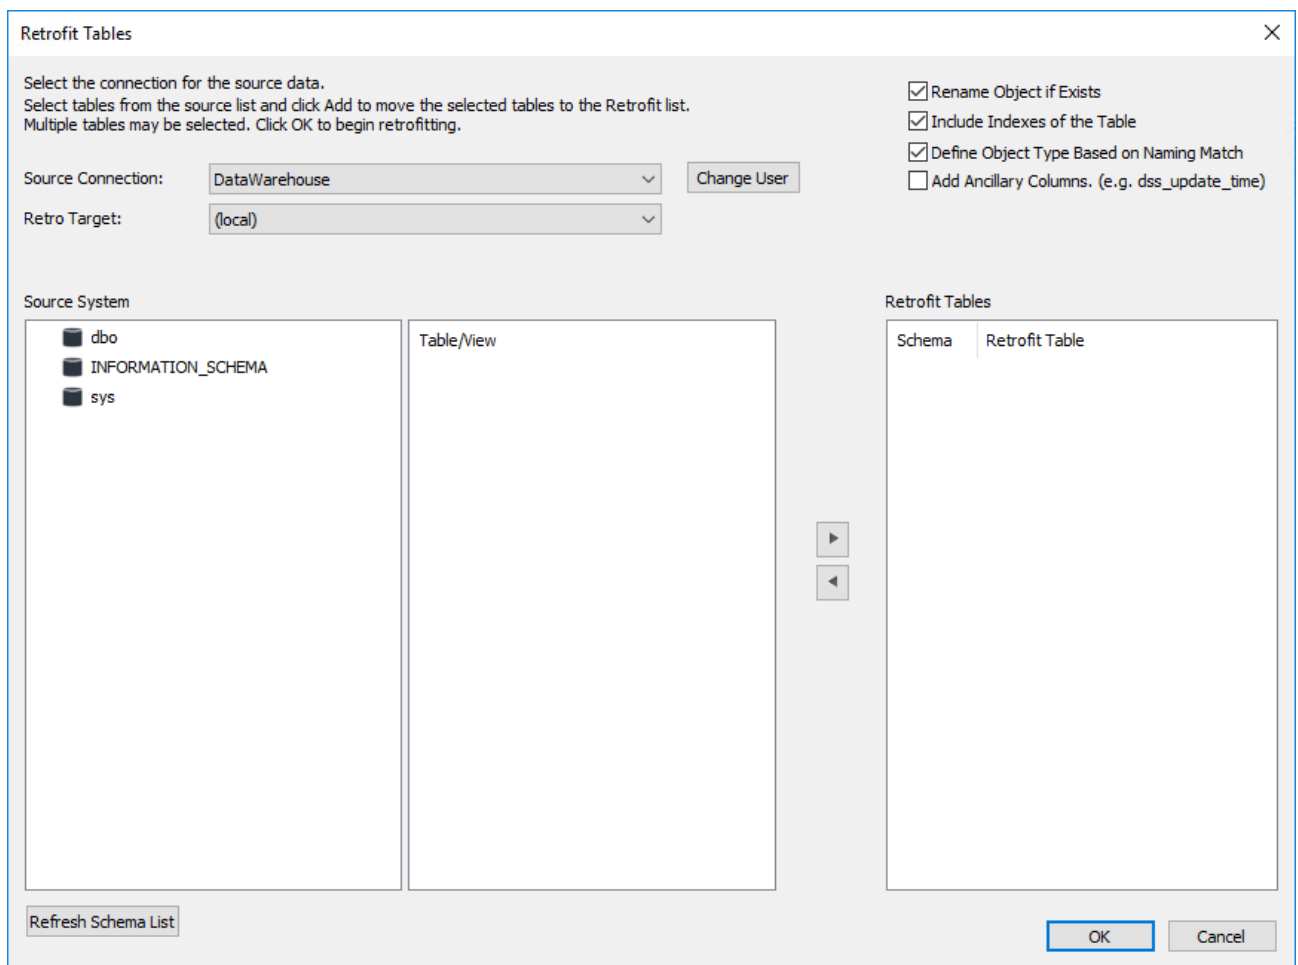 Retrofit Tables
Select the connection for the source data.
Select tables from the source list and click Add to move the selected tables to the Retrofit list.
Multiple tables may be selected. Click OK to begin retrofitting.
Rename Object if Exists
Include Indexes of the Table
Define Object Type Based on Naming Match
Add Ancillary Columns. (e.g. dss_update_time)
Source Connection:
DataWarehouse
Change User
Retro Target:
(local)
Source System
dbo
INFORMATION_SCHEMA
sys
Table/View
Retrofit Tables
Schema
Retrofit Table
Refresh Schema List
OK
Cancel